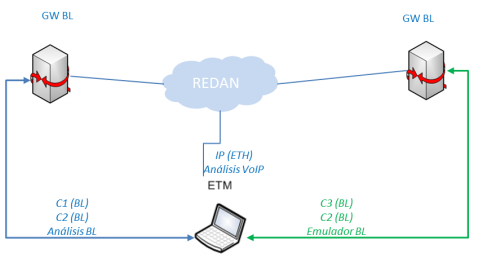 GW BL
GW BL
REDAN
IP (ETH)
Análisis VoIP
ETM
C1 (BL)
C2 (BL)
Análisis BL
C3 (BL)
C2 (BL)
Emulador BL